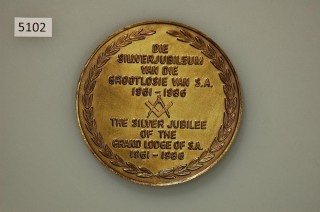 5102
DIE
SILWERJUBILEUM
VAN DIE
GROOTLOSIE VAN S.A.
1961-1986
THE SILVER JUBILEE
OF THE
GRAND LODGE OF S.A.
1961-1986